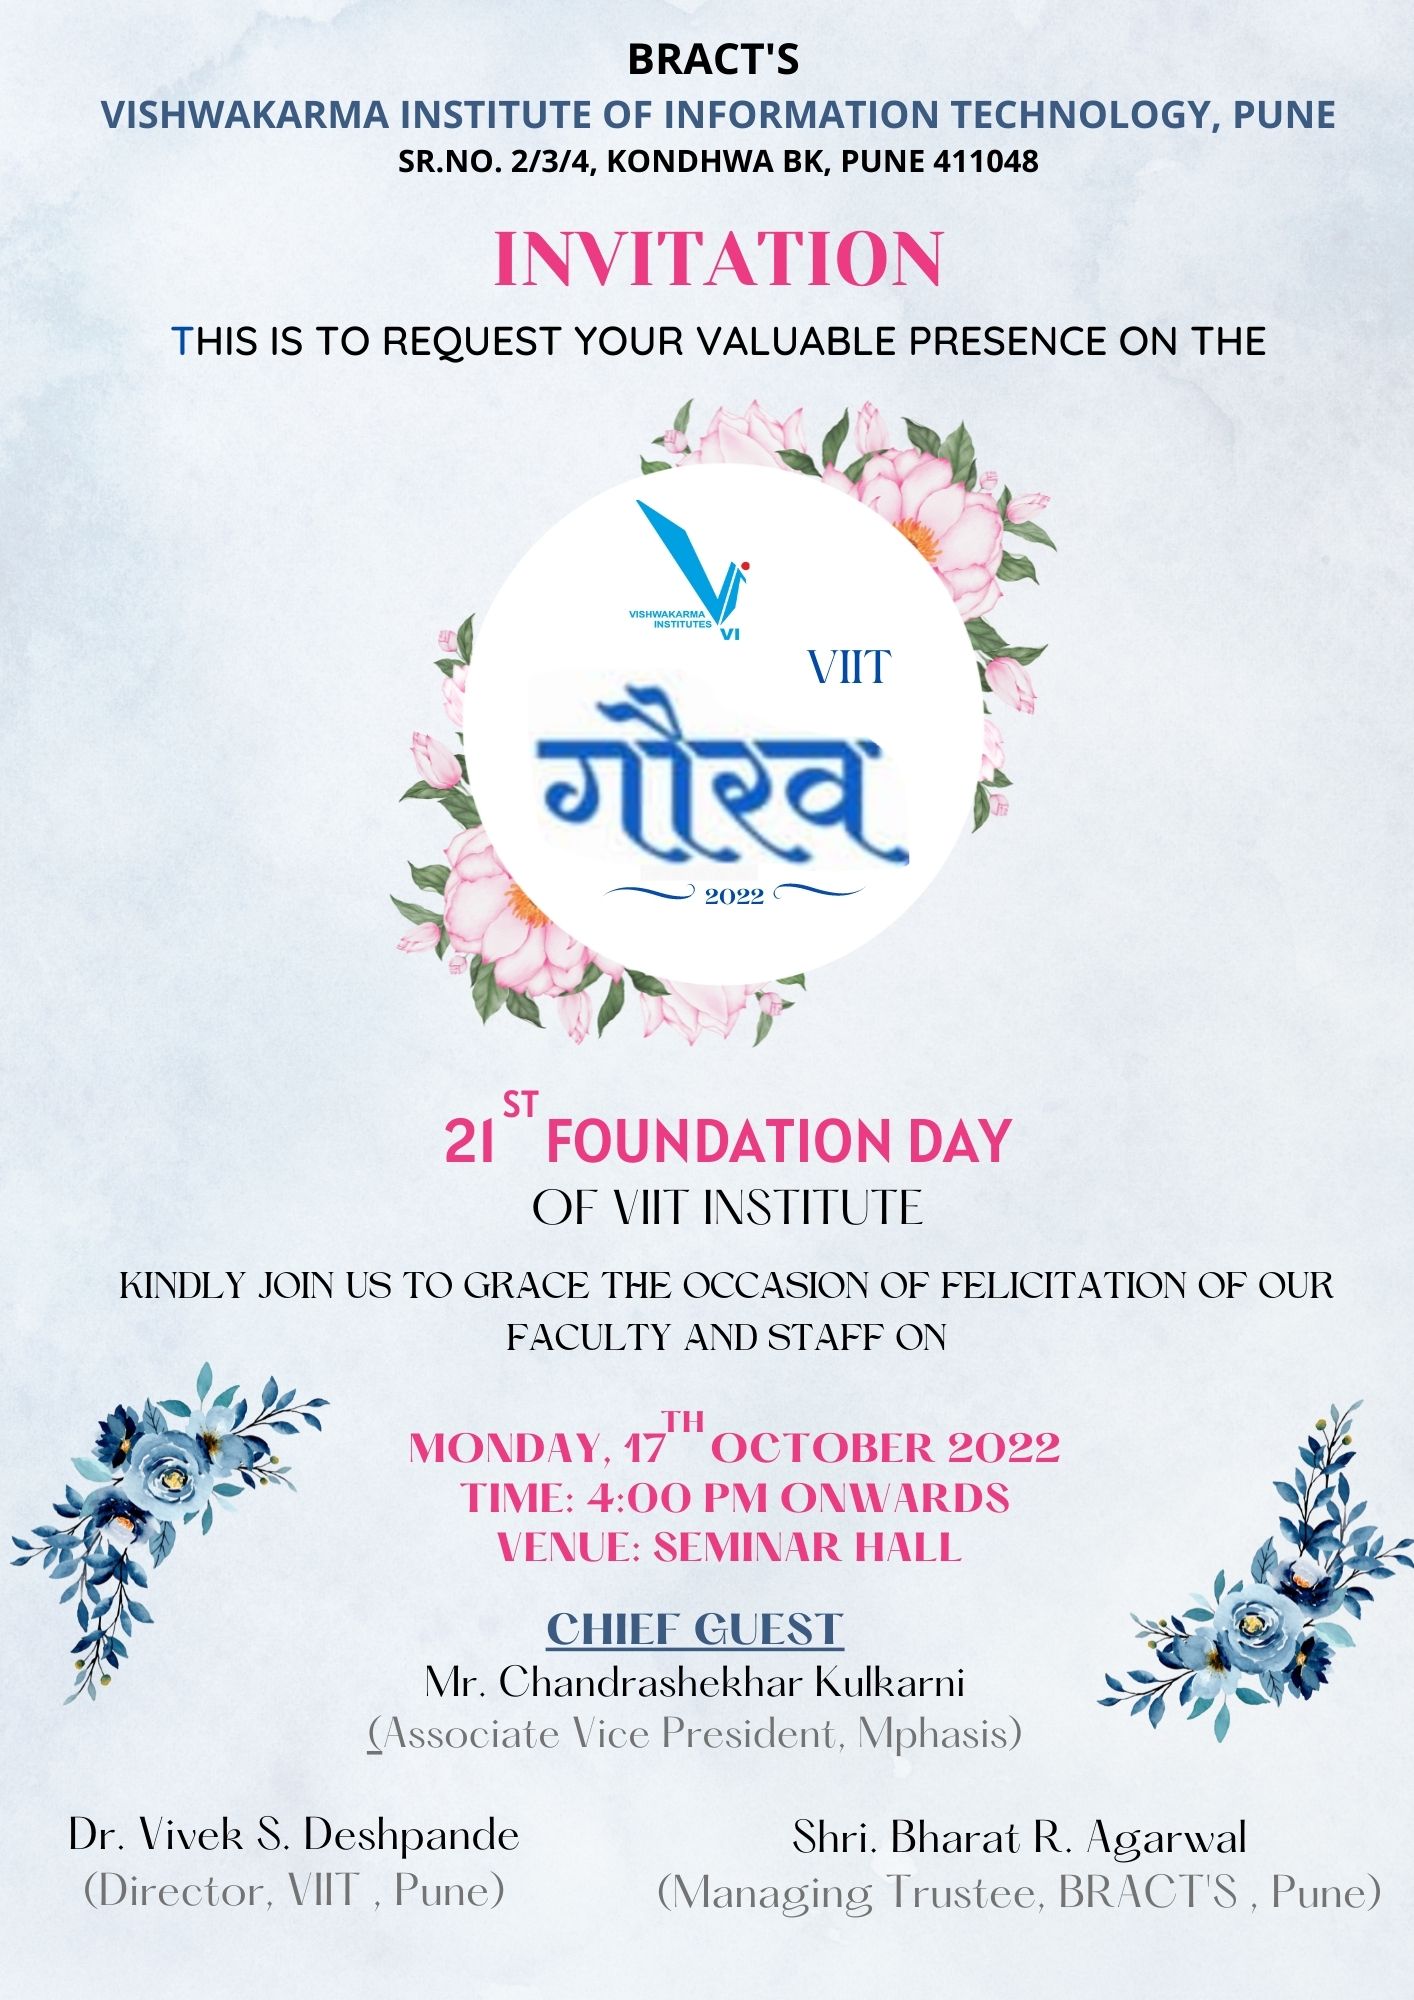 BRACT'S
VISHWAKARMA INSTITUTE OF INFORMATION TECHNOLOGY, PUNE
SR.NO. 2/3/4, KONDHWA BK, PUNE 411048
INVITATION
THIS IS TO REQUEST YOUR VALUABLE PRESENCE ON THE
VISHWAKARMA
INSTITUTES
VI
VIIT
गौरव
2022
21ST FOUNDATION DAY
OF VIIT INSTITUTE
KINDLY JOIN US TO GRACE THE OCCASION OF FELICITATION OF OUR
FACULTY AND STAFF ON
MONDAY, 17TH OCTOBER 2022
TIME: 4:00 PM ONWARDS
VENUE: SEMINAR HALL
CHIEF GUEST
Mr. Chandrashekhar Kulkarni
(Associate Vice President, Mphasis)
Dr. Vivek S. Deshpande
(Director, VIIT , Pune)
Shri. Bharat R. Agarwal
(Managing Trustee, BRACT'S , Pune)